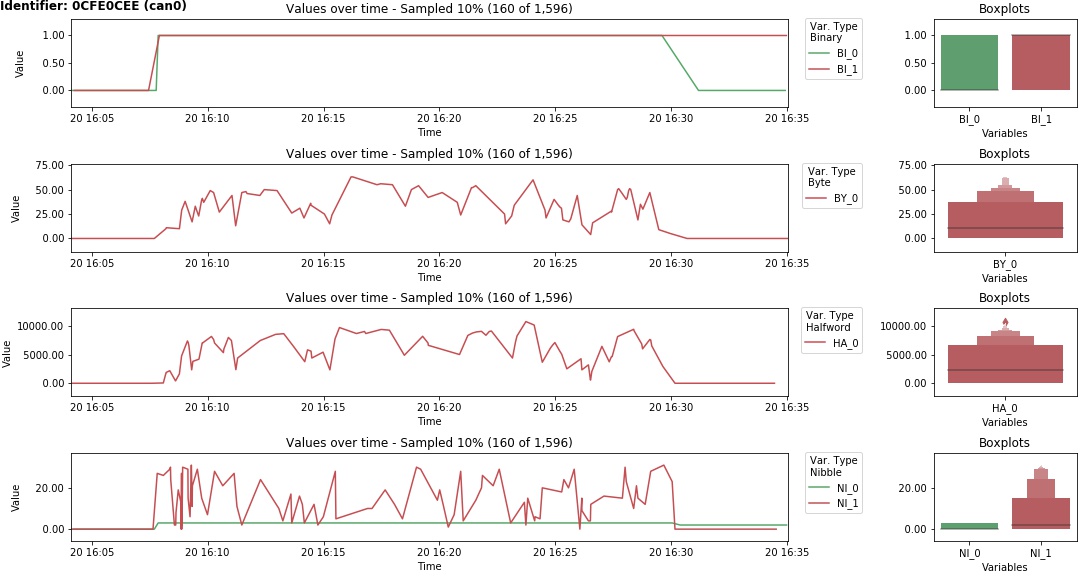 Identifier: 0CFE0CEE (can0)
Values over time - Sampled 10% (160 of 1,596)
Value
1.00
0.50
0.00
20 16:05 20 16:10 20 16:15 20 16:20 20 16:25 20 16:30 20 16:35
Time
Var. Type
Binary
BI_0
BI_1
Boxplots
1.00
0.50
0.00
BI_0 BI_1
Variables
Values over time - Sampled 10% (160 of 1,596)
Value
75.00
50.00
25.00
0.00
20 16:05 20 16:10 20 16:15 20 16:20 20 16:25 20 16:30 20 16:35
Time
Var. Type
Byte
BY_0
Boxplots
75.00
50.00
25.00
0.00
BY_0
Variables
Values over time - Sampled 10% (160 of 1,596)
Value
10000.00
5000.00
0.00
20 16:05 20 16:10 20 16:15 20 16:20 20 16:25 20 16:30 20 16:35
Time
Var. Type
Halfword
HA_0
Boxplots
10000.00
5000.00
0.00
HA_0
Variables
Values over time - Sampled 10% (160 of 1,596)
Value
20.00
0.00
20 16:05 20 16:10 20 16:15 20 16:20 20 16:25 20 16:30 20 16:35
Time
Var. Type
Nibble
NI_0
NI_1
Boxplots
20.00
0.00
NI_0 NI_1
Variables